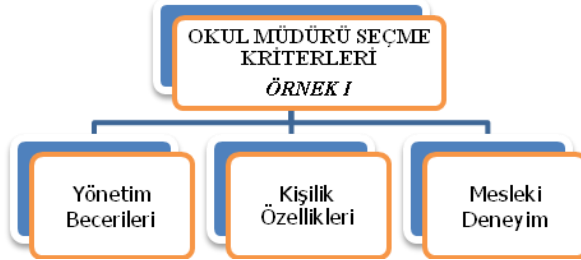 OKUL MÜDÜRÜ SEÇME
KRİTERLERİ
ÖRNEK I
Yönetim
Becerileri
Kişilik
Özellikleri
Mesleki
Deneyim